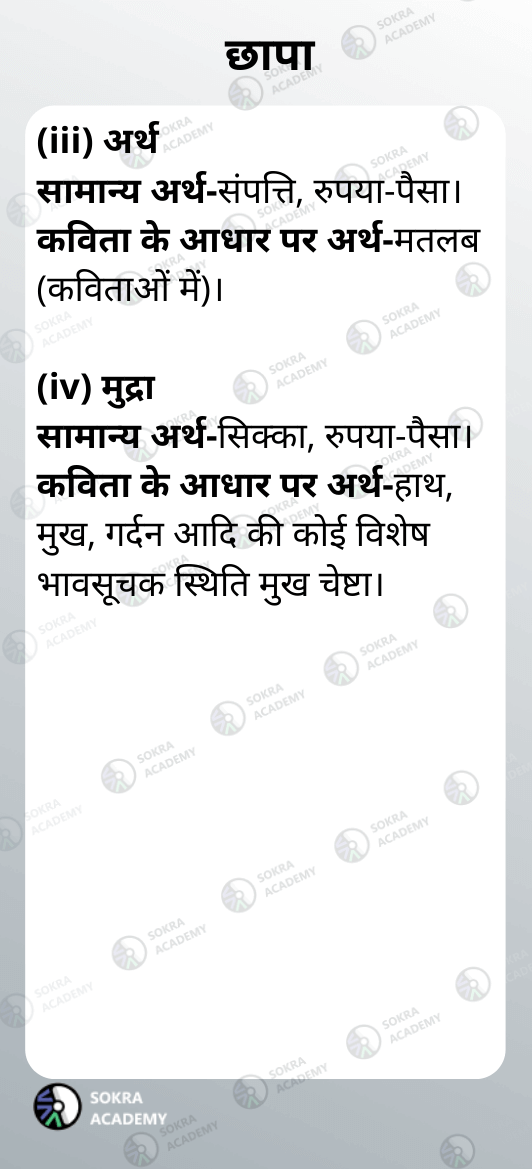 छापा
(iii) अर्थ
सामान्य अर्थ-संपत्ति, रुपया-पैसा।
कविता के आधार पर अर्थ-मतलब
(कविताओं में)।
(iv) मुद्रा
सामान्य अर्थ-सिक्का, रुपया-पैसा।
कविता के आधार पर अर्थ-हाथ,
मुख, गर्दन आदि की कोई विशेष
भावसूचक स्थिति मुख चेष्टा।
SOKRA
ACADEMY